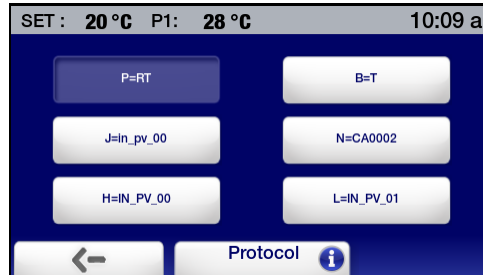 SET : 20 °C P1: 28 °C 10:09 a
P=RT B=T
J=in_pv_00 N=CA0002
H=IN_PV_00 L=IN_PV_01
Protocol i